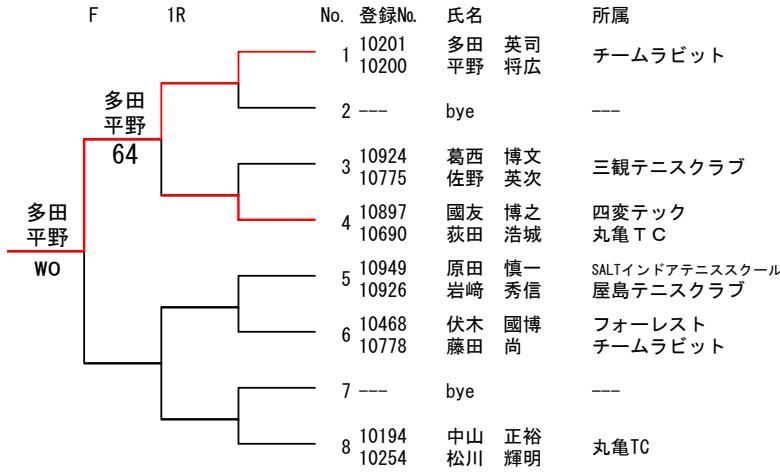 F 1R No. 登録No. 氏名 所属
1 10201 多田 英司 チームラビット
10200 平野 将広
2 --- bye ---
多田
平野
64
3 10924 葛西 博文 三観テニスクラブ
10775 佐野 英次
4 10897 國友 博之 四変テック
10690 荻田 浩城 丸亀TC
多田
平野
WO
5 10949 原田 慎一 SALTインドアテニススクール
10926 岩﨑 秀信 屋島テニスクラブ
6 10468 伏木 國博 フォーレスト
10778 藤田 尚 チームラビット
7 --- bye ---
8 10194 中山 正裕 丸亀TC
10254 松川 輝明